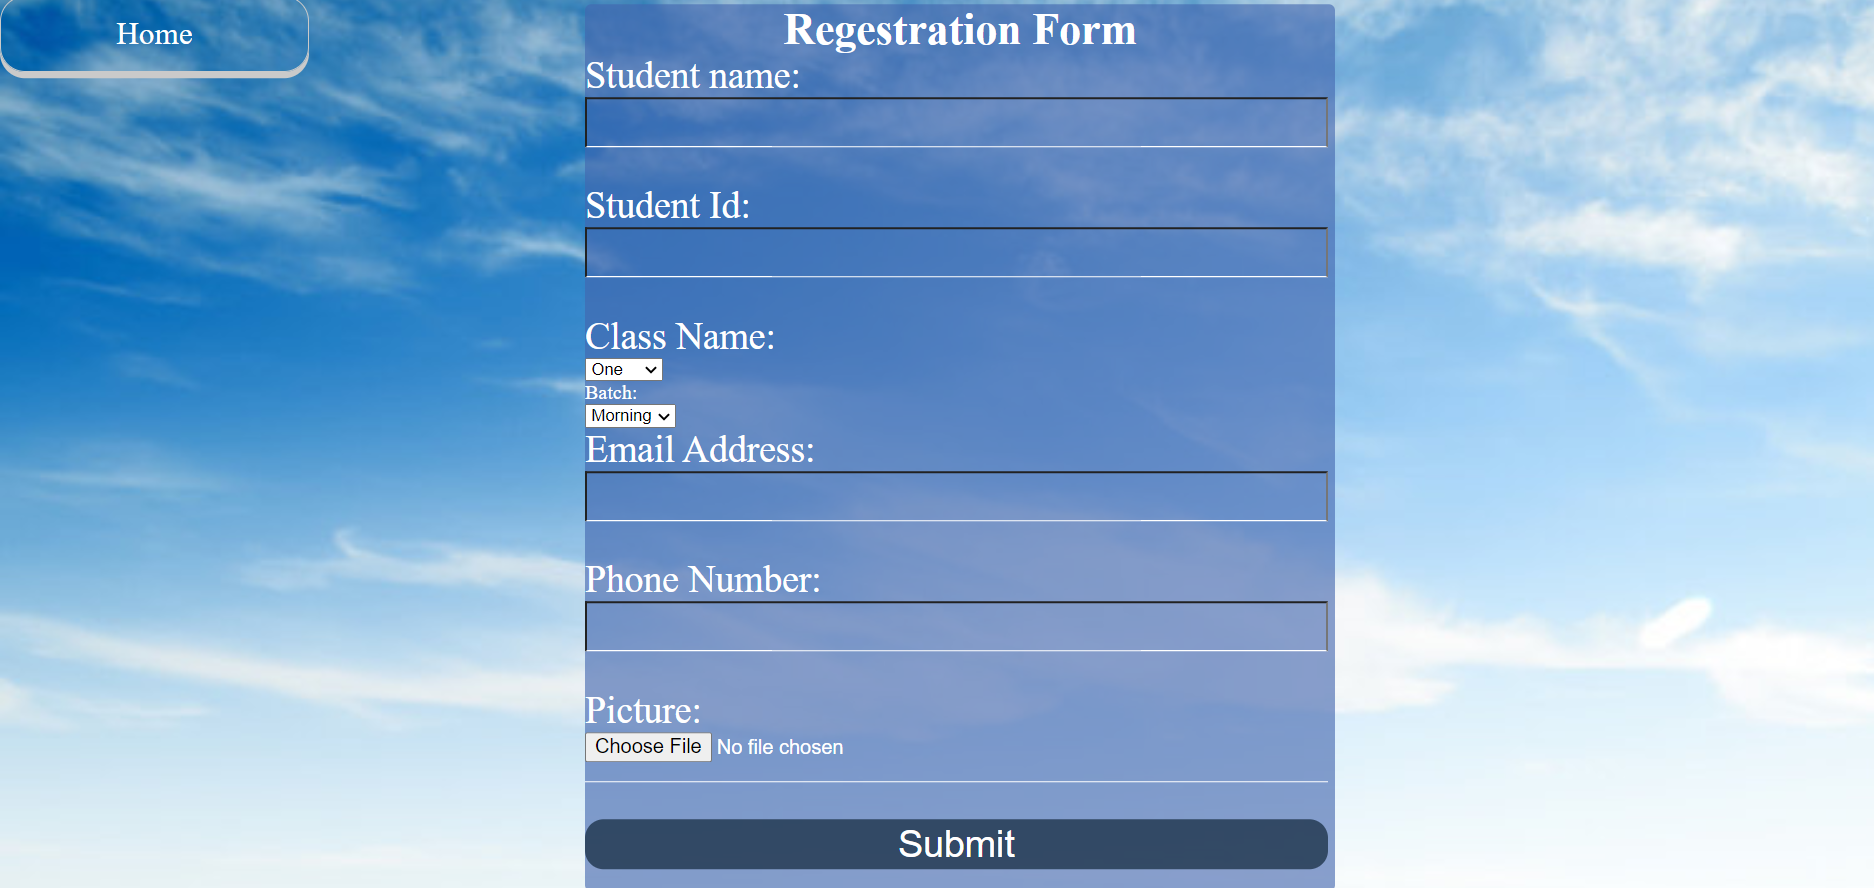 Home
Regestration Form
Student name:
Student Id:
Class Name:
One
Batch:
Morning
Email Address:
Phone Number:
Picture:
Choose File No file chosen
Submit